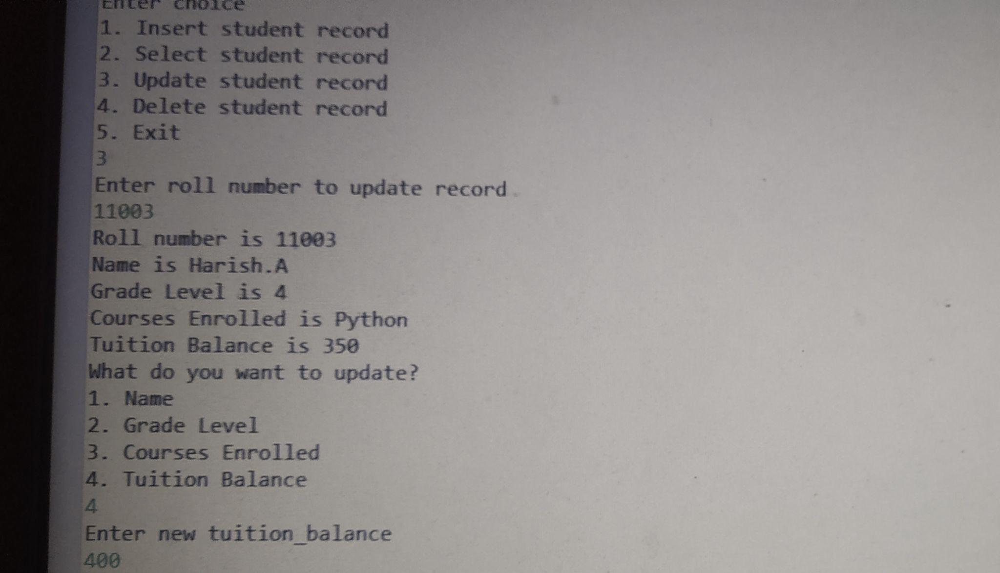 Enter choice
1. Insert student record
2. Select student record
3. Update student record
4. Delete student record
5. Exit
3
Enter roll number to update record
11003
Roll number is 11003
Name is Harish.A
Grade Level is 4
Courses Enrolled is Python
Tuition Balance is 350
What do you want to update?
1. Name
2. Grade Level
3. Courses Enrolled
4. Tuition Balance
4
Enter new tuition_balance
400